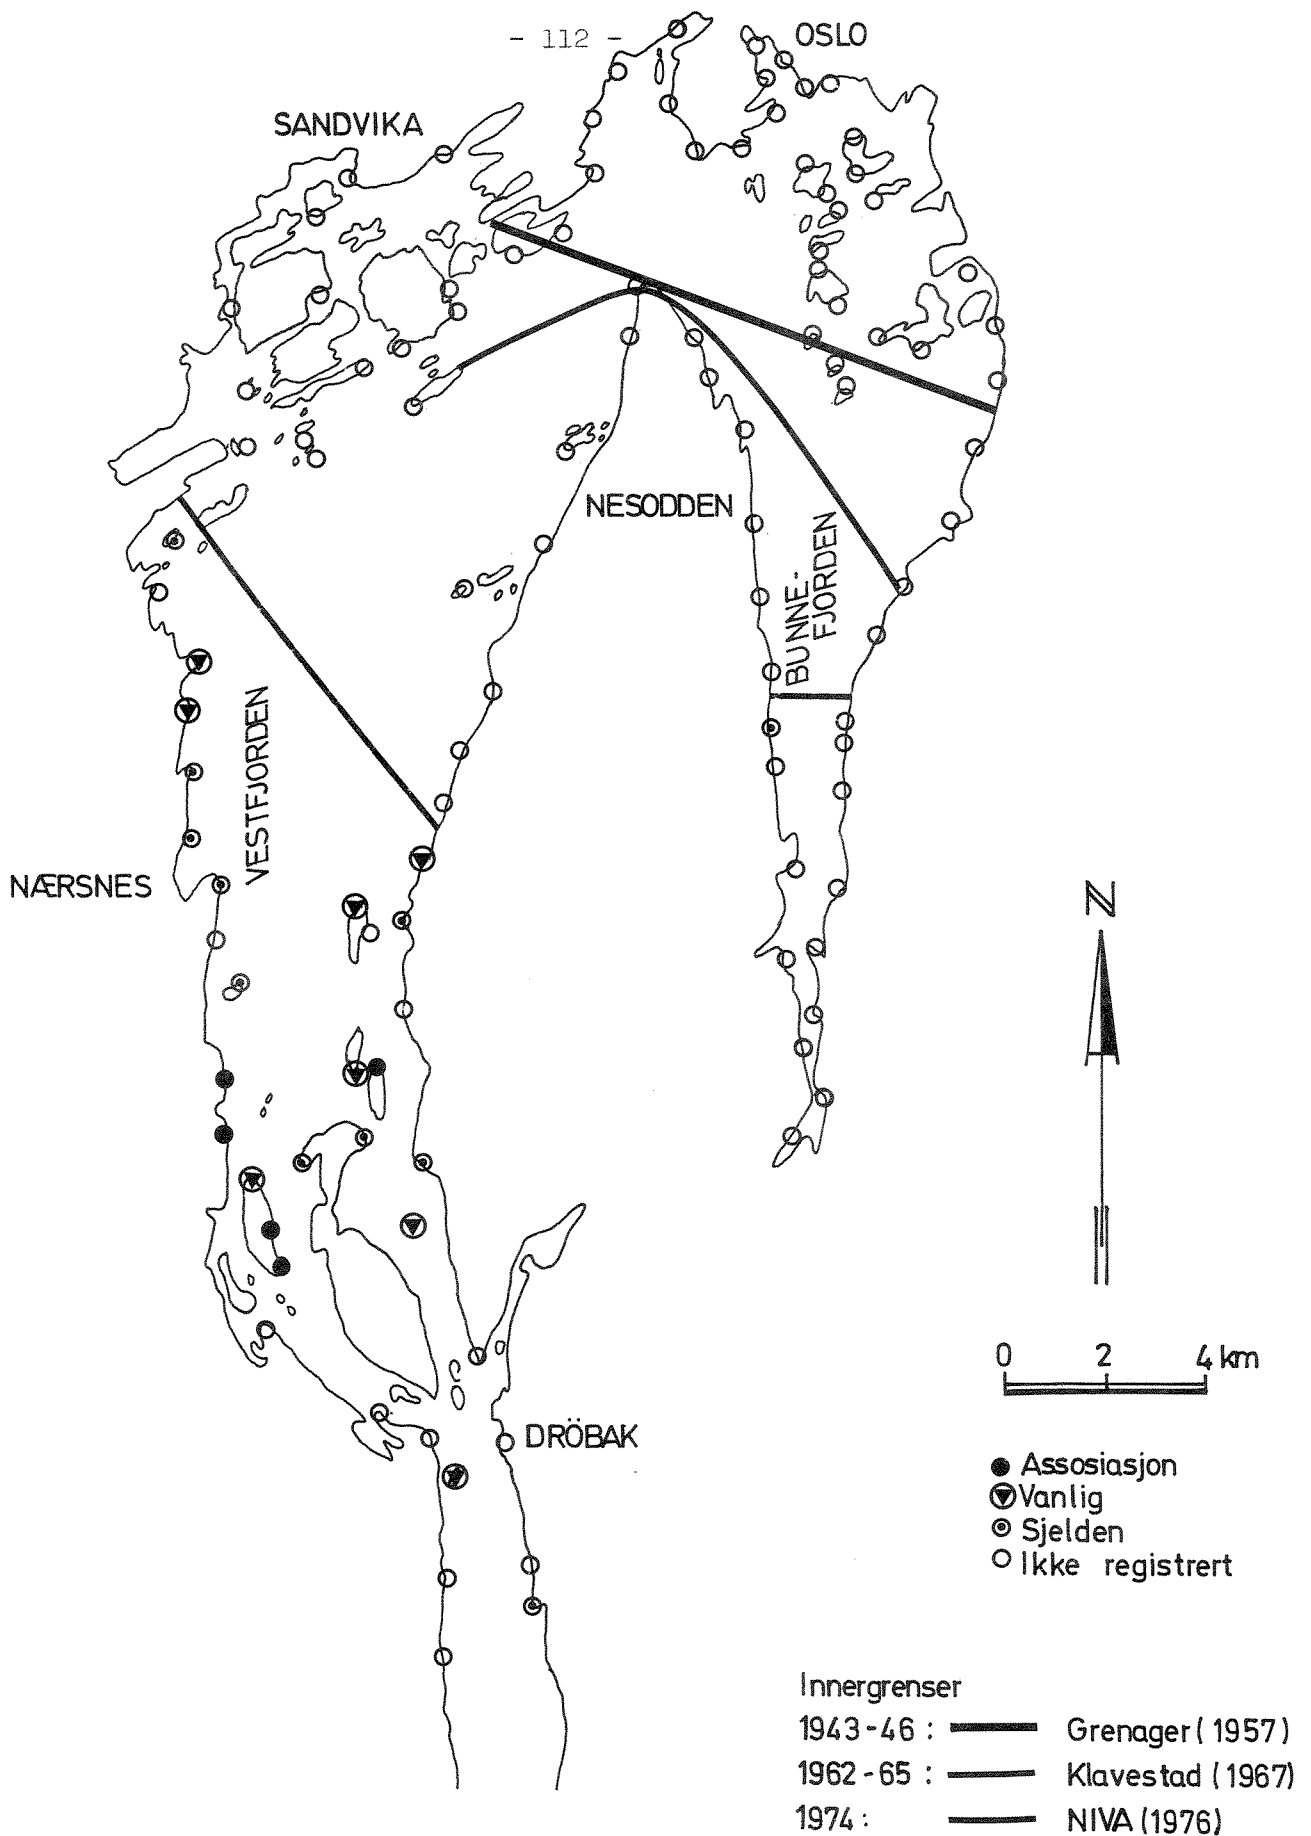 - 112 -
OSLO
SANDVIKA
NESODDEN
BUNNE-
FJORDEN
VESTFJORDEN
NÆRSNES
N
0 2 4 km
DRÖBAK
Assosiasjon
Vanlig
Sjelden
Ikke registrert
Innergrenser
1943-46 : Grenager (1957)
1962-65 : Klavestad (1967)
1974 : NIVA (1976)